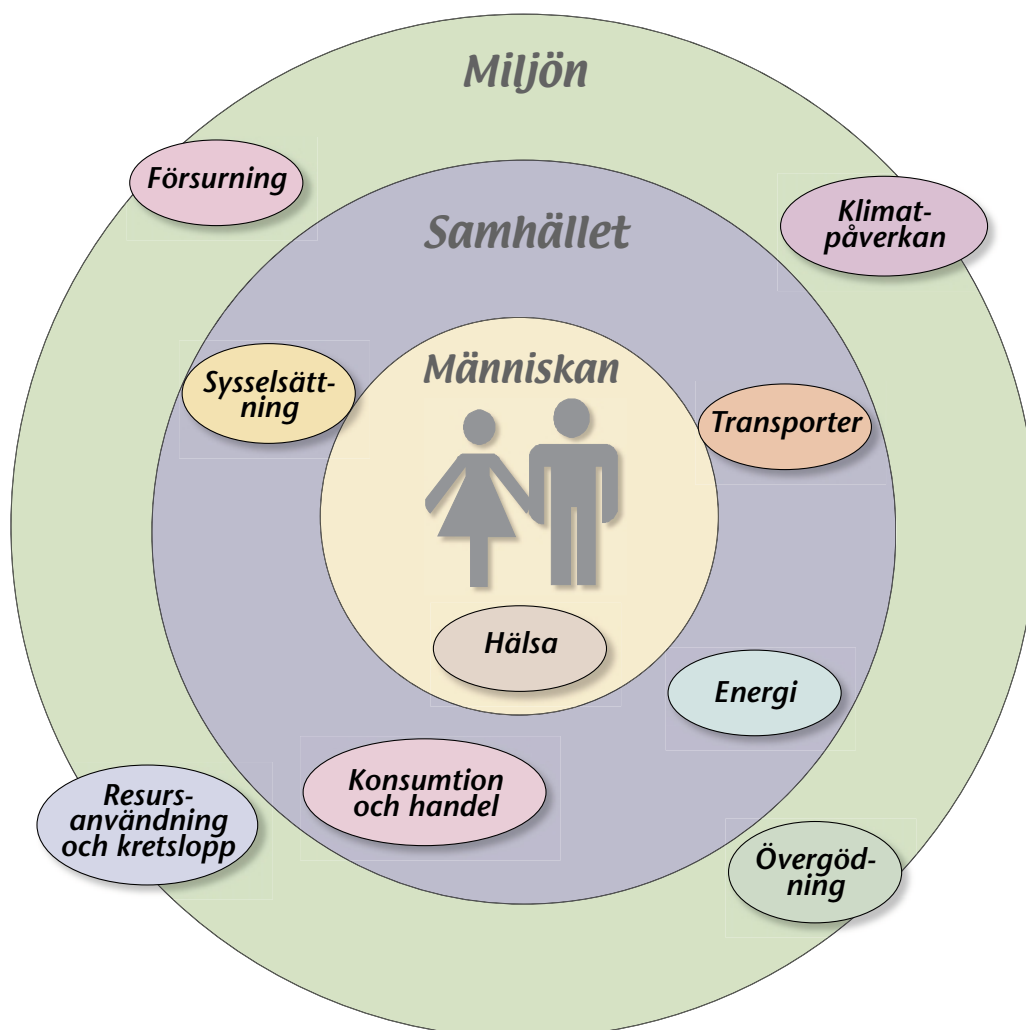 Miljön
Försurning
Klimat-
påverkan
Samhället
Människan
Sysselsätt-
ning
Transporter
Hälsa
Energi
Konsumtion
och handel
Resurs-
användning
och kretslopp
Övergöd-
ning